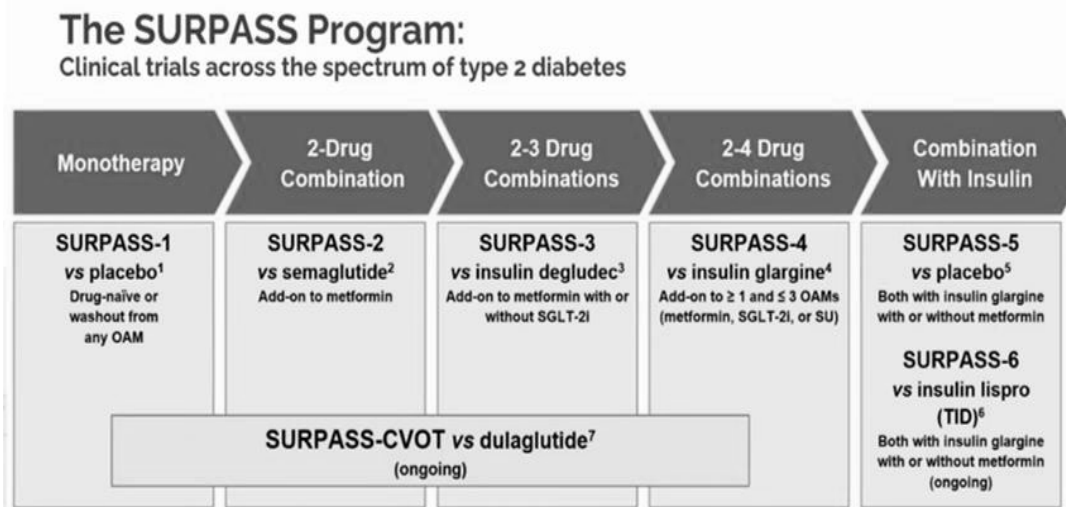 The SURPASS Program:
Clinical trials across the spectrum of type 2 diabetes
Monotherapy
2-Drug
Combination
2-3 Drug
Combinations
2-4 Drug
Combinations
Combination
With Insulin
SURPASS-1
vs placebo¹
Drug-naïve or
washout from
any OAM
SURPASS-2
vs semaglutide²
Add-on to metformin
SURPASS-3
vs insulin degludec³
Add-on to metformin with or
without SGLT-2i
SURPASS-4
vs insulin glargine⁴
Add-on to ≥ 1 and ≤ 3 OAMs
(metformin, SGLT-2i, or SU)
SURPASS-5
vs placebo⁵
Both with insulin glargine
with or without metformin
SURPASS-6
vs insulin lispro
(TID)⁶
Both with insulin glargine
with or without metformin
(ongoing)
SURPASS-CVOT vs dulaglutide⁷
(ongoing)